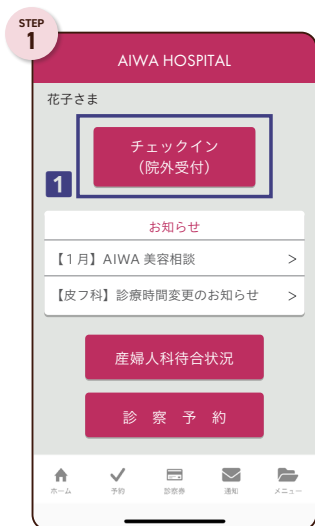 STEP
1
AIWA HOSPITAL
花子さま
チェックイン
(院外受付)
1
お知らせ
【1月】AIWA 美容相談 >
【皮フ科】診療時間変更のお知らせ >
産婦人科待合状況
診 察 予 約
ホーム 予約 診察券 通知 メニュー